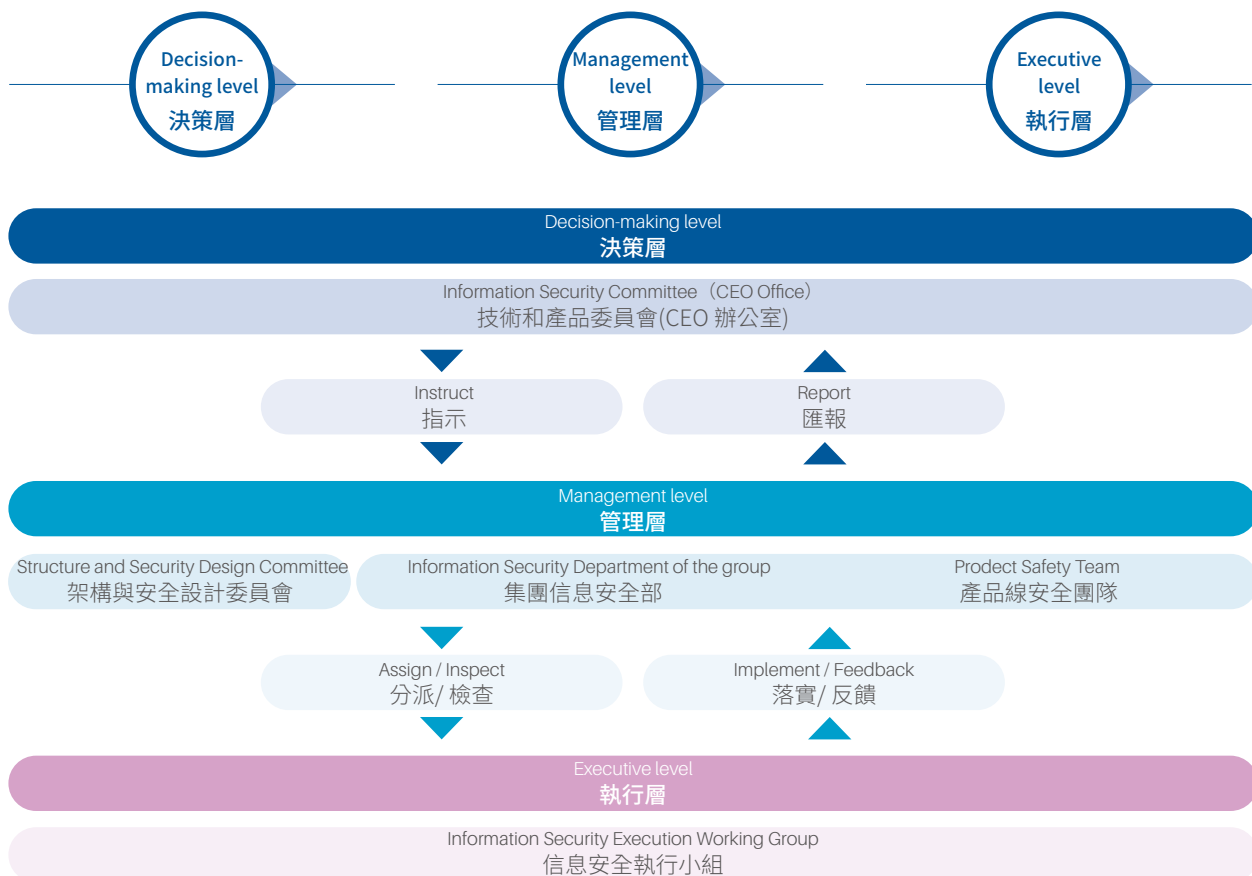 Decision-
making level
決策層
Management
level
管理層
Executive
level
執行層
Decision-making level
決策層
Information Security Committee（CEO Office）
技術和產品委員會(CEO 辦公室)
Instruct
指示
Report
匯報
Management level
管理層
Structure and Security Design Committee
架構與安全設計委員會
Information Security Department of the group
集團信息安全部
Prodect Safety Team
產品線安全團隊
Assign / Inspect
分派/ 檢查
Implement / Feedback
落實/ 反饋
Executive level
執行層
Information Security Execution Working Group
信息安全執行小組